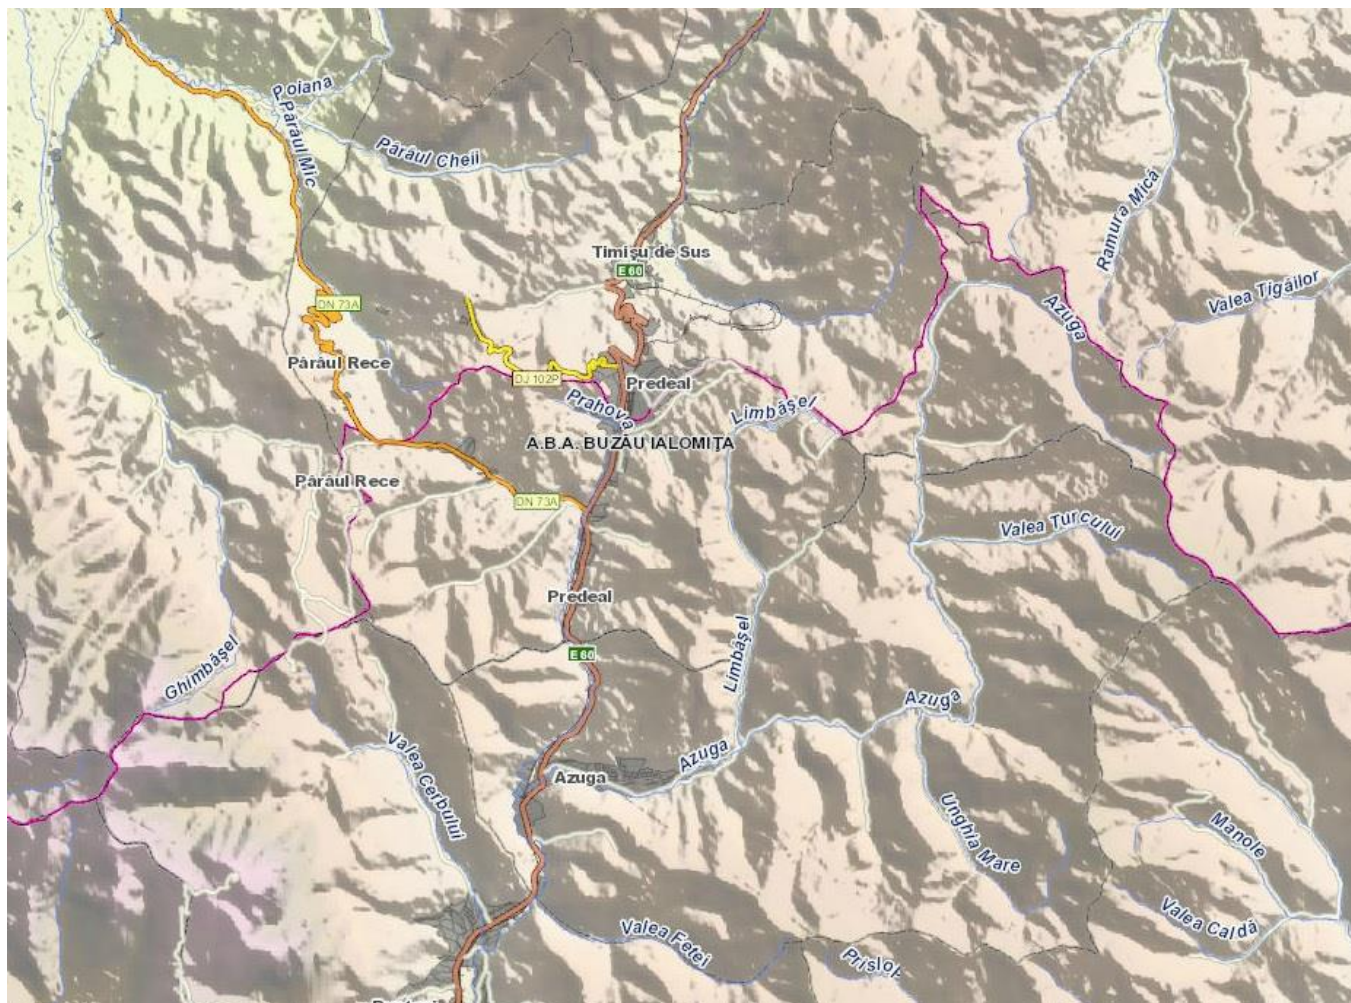 Poiana
Pârâul Mic
Pârâul Cheii
Ramura Mică
Timișu de Sus
E 60
Valea Țigăilor
DN 73A
Azuga
Pârâul Rece
DJ 102P
Predeal
Prahova
Limbășel
A.B.A. BUZĂU IALOMIȚA
Pârâul Rece
DN 73A
Valea Turcului
Predeal
Limbășel
E 60
Ghimbășel
Azuga
Valea Cerbului
Azuga
Azuga
Unghia Mare
Manole
Valea Caldă
Valea Fetei
Prislop